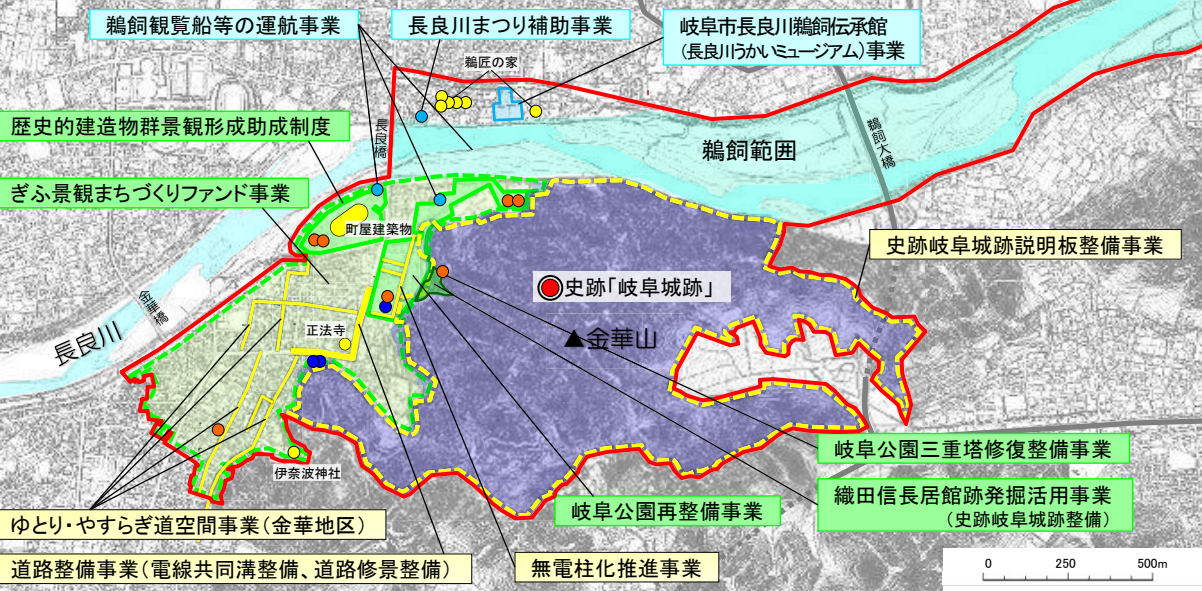 鵜飼観覧船等の運航事業
長良川まつり補助事業
岐阜市長良川鵜飼伝承館
(長良川うかいミュージアム)事業
鵜匠の家
歴史的建造物群景観形成助成制度
長良橋
鵜飼範囲
鵜飼大橋
ぎふ景観まちづくりファンド事業
町屋建築物
史跡岐阜城跡説明板整備事業
史跡「岐阜城跡」
金華橋
長良川
正法寺
▲金華山
岐阜公園三重塔修復整備事業
伊奈波神社
織田信長居館跡発掘活用事業
(史跡岐阜城跡整備)
岐阜公園再整備事業
ゆとり・やすらぎ道空間事業(金華地区)
道路整備事業(電線共同溝整備、道路修景整備)
無電柱化推進事業
0 250 500m